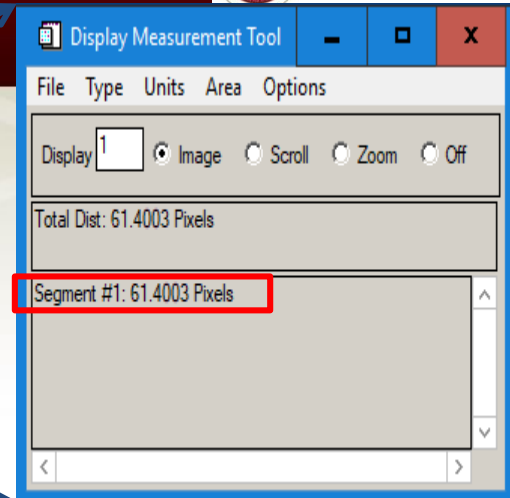 Display Measurement Tool
File Type Units Area Options
Display 1 Image Scroll Zoom Off
Total Dist: 61.4003 Pixels
Segment #1: 61.4003 Pixels